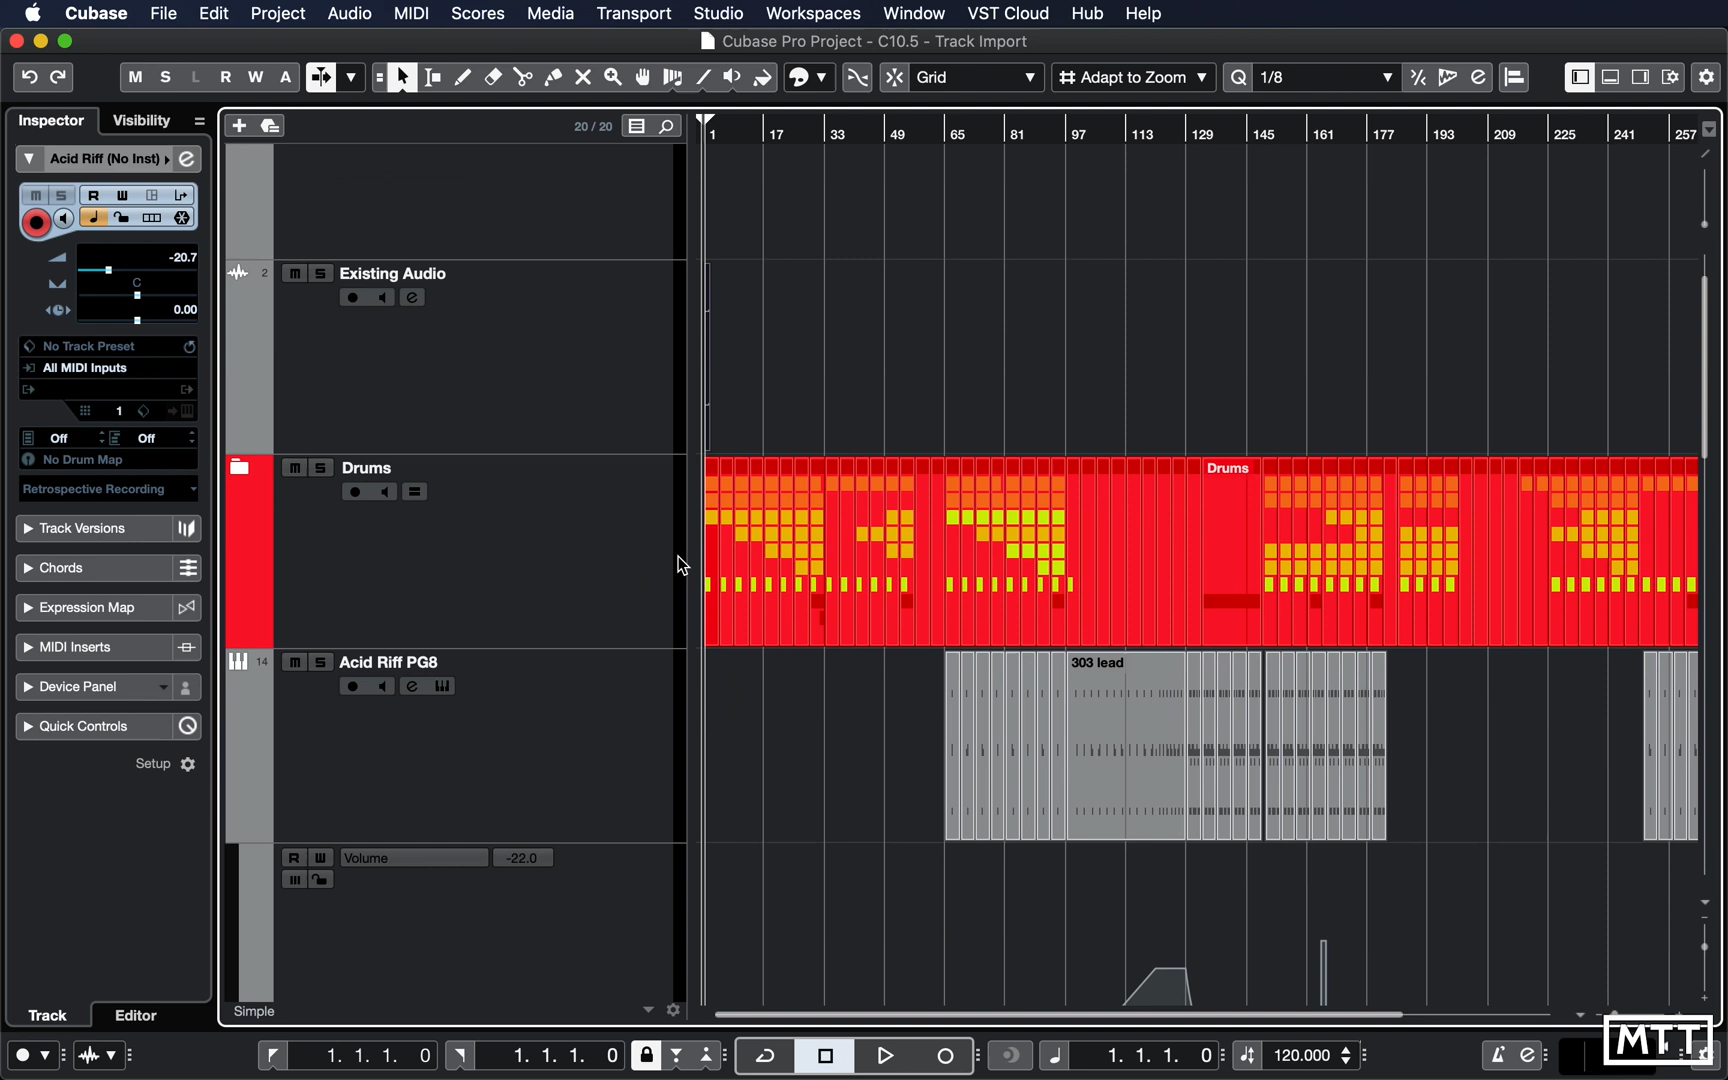 Cubase File Edit Project Audio MIDI Scores Media Transport Studio Workspaces Window VST Cloud Hub Help
Cubase Pro Project - C10.5 - Track Import
M S L R W A Grid Adapt to Zoom 1/8
Inspector Visibility
20 / 20
1 17 33 49 65 81 97 113 129 145 161 177 193 209 225 241 257
Acid Riff (No Inst)
m S R W
-20.7
C
0.00
No Track Preset
All MIDI Inputs
1
Off Off
No Drum Map
Retrospective Recording
Track Versions
Chords
Expression Map
MIDI Inserts
Device Panel
Quick Controls
Setup
Track Editor
2 m S Existing Audio
m S Drums
Drums
14 m S Acid Riff PG8
303 lead
R W Volume -22.0
Simple
1. 1. 1. 0 1. 1. 1. 0 1. 1. 1. 0 120.000
MTT